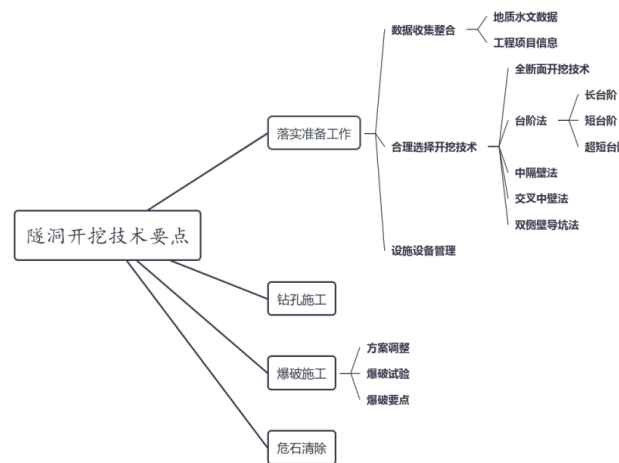 隧洞开挖技术要点
落实准备工作
数据收集整合
地质水文数据
工程项目信息
合理选择开挖技术
全断面开挖技术
台阶法
长台阶
短台阶
超短台阶
中隔壁法
交叉中壁法
双侧壁导坑法
设施设备管理
钻孔施工
爆破施工
方案调整
爆破试验
爆破要点
危石清除